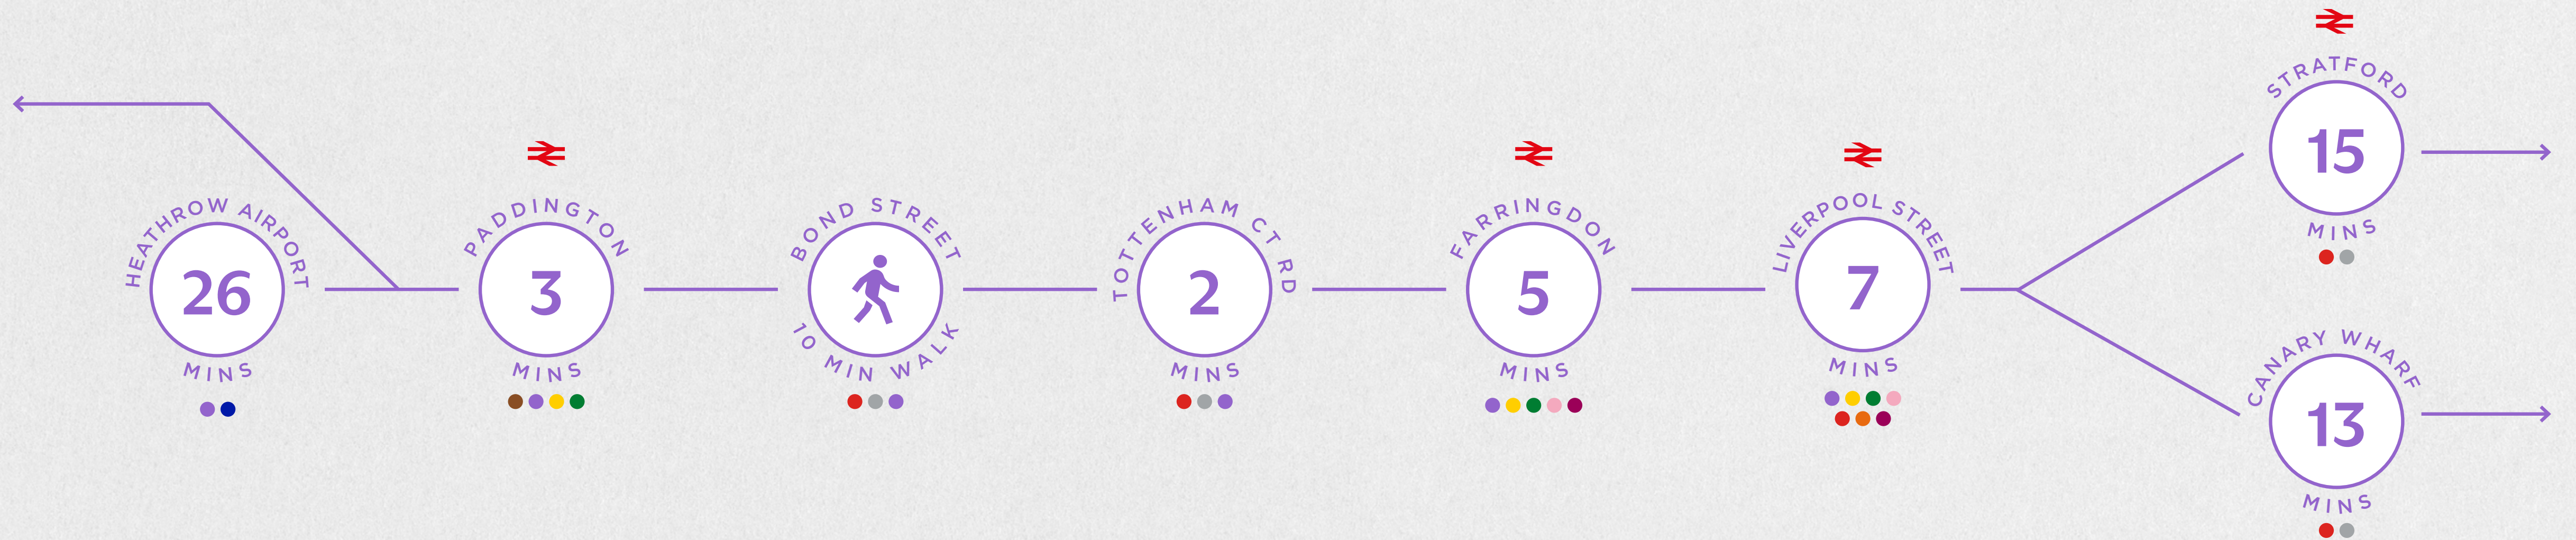 HEATHROW AIRPORT
26
MINS
PADDINGTON
3
MINS
BOND STREET
10 MIN WALK
TOTTENHAM CT RD
2
MINS
FARRINGDON
5
MINS
LIVERPOOL STREET
7
MINS
STRATFORD
15
MINS
CANARY WHARF
13
MINS